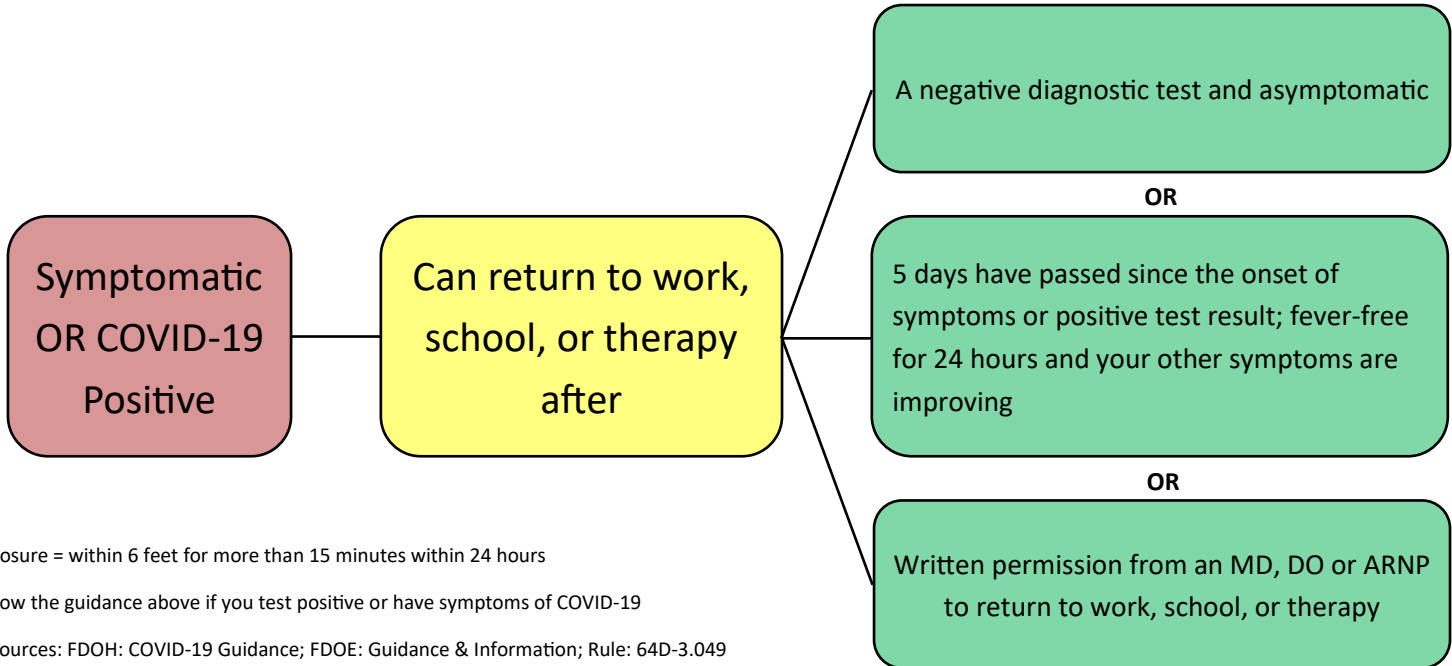 Symptomatic
OR COVID-19
Positive
Can return to work,
school, or therapy
after
A negative diagnostic test and asymptomatic
OR
5 days have passed since the onset of
symptoms or positive test result; fever-free
for 24 hours and your other symptoms are
improving
OR
Written permission from an MD, DO or ARNP
to return to work, school, or therapy
osure = within 6 feet for more than 15 minutes within 24 hours
ow the guidance above if you test positive or have symptoms of COVID-19
ources: FDOH: COVID-19 Guidance; FDOE: Guidance & Information; Rule: 64D-3.049